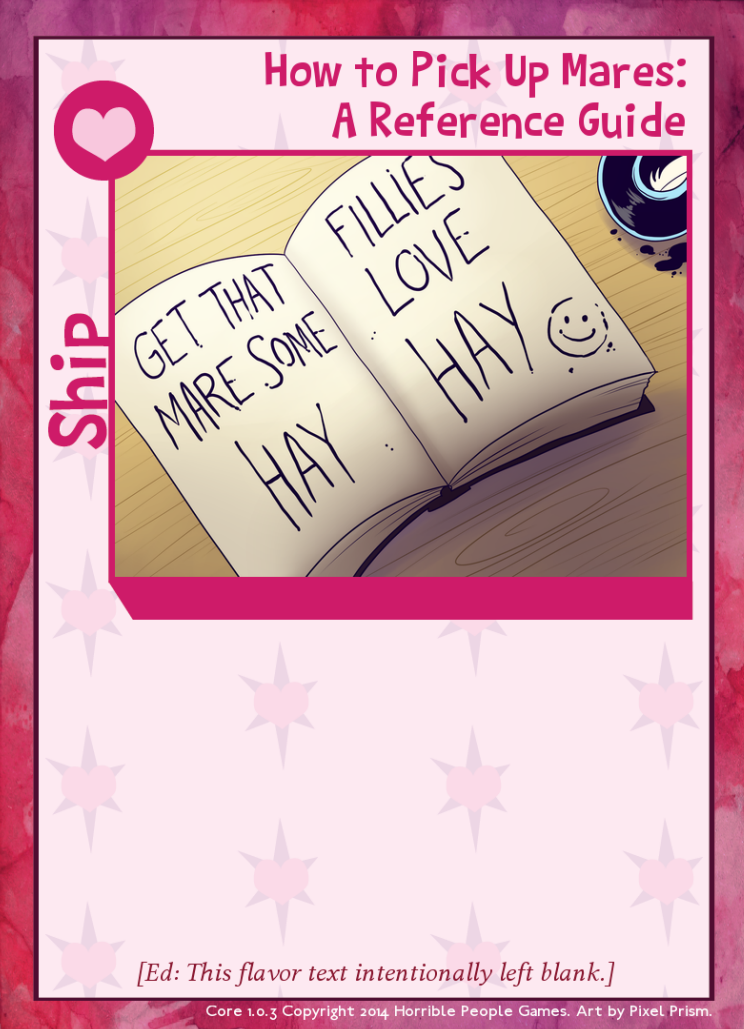 How to Pick Up Mares:
A Reference Guide
Ship
GET THAT
MARE SOME
HAY
FILLIES
LOVE
HAY
[Ed: This flavor text intentionally left blank.]
Core 1.0.3 Copyright 2014 Horrible People Games. Art by Pixel Prism.